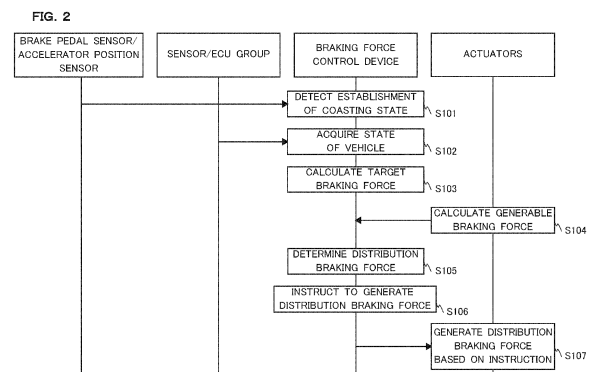 FIG. 2
BRAKE PEDAL SENSOR/
ACCELERATOR POSITION
SENSOR
SENSOR/ECU GROUP
BRAKING FORCE
CONTROL DEVICE
ACTUATORS
DETECT ESTABLISHMENT
OF COASTING STATE
S101
ACQUIRE STATE
OF VEHICLE
S102
CALCULATE TARGET
BRAKING FORCE
S103
CALCULATE GENERABLE
BRAKING FORCE
S104
DETERMINE DISTRIBUTION
BRAKING FORCE
S105
INSTRUCT TO GENERATE
DISTRIBUTION BRAKING FORCE
S106
GENERATE DISTRIBUTION
BRAKING FORCE
BASED ON INSTRUCTION
S107